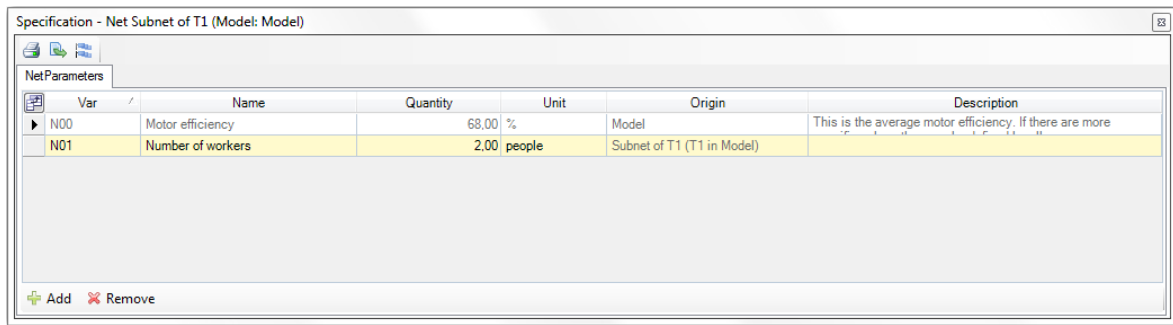 Specification - Net Subnet of T1 (Model: Model)
NetParameters
Var Name Quantity Unit Origin Description
N00 Motor efficiency 68,00 % Model This is the average motor efficiency. If there are more
N01 Number of workers 2,00 people Subnet of T1 (T1 in Model)
Add Remove